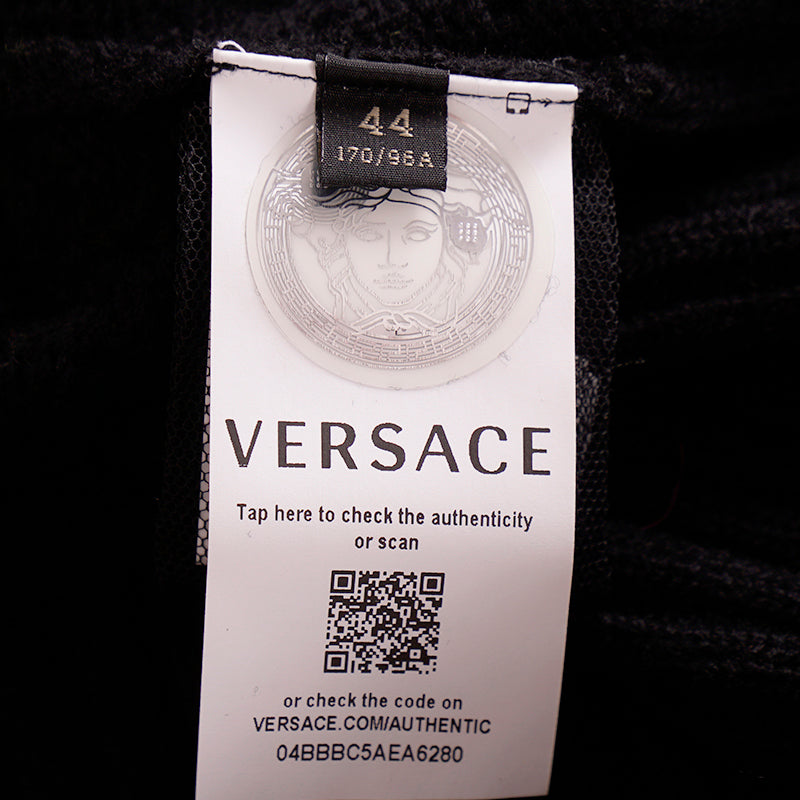 44
170/96A
VERSACE
Tap here to check the authenticity
or scan
or check the code on
VERSACE.COM/AUTHENTIC
04BBBC5AEA6280